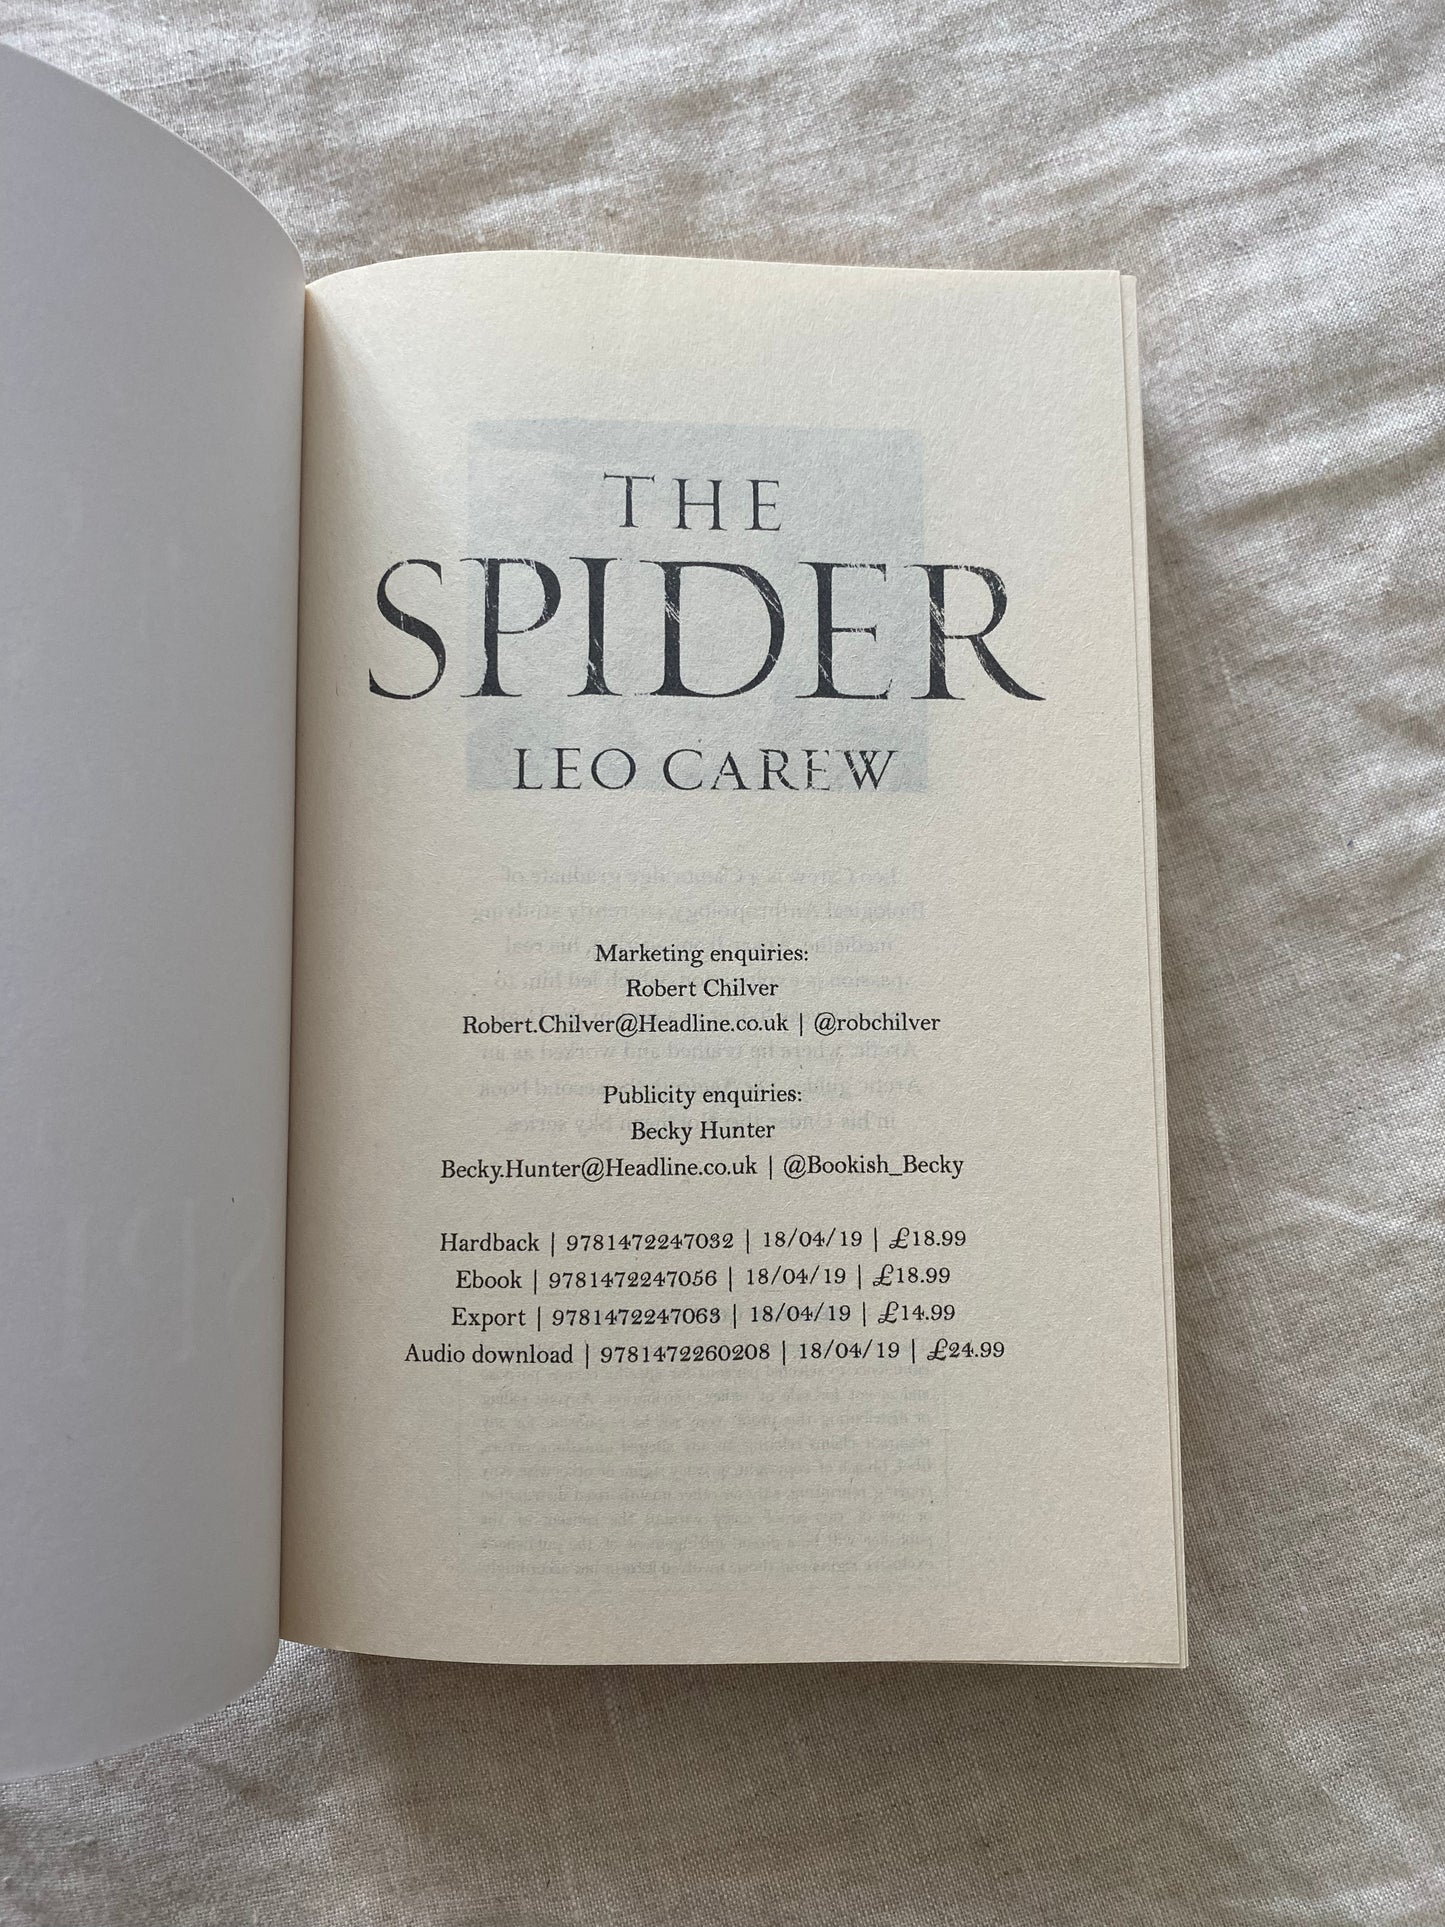 THE
SPIDER
LEO CAREW
Marketing enquiries:
Robert Chilver
Robert.Chilver@Headline.co.uk | @robchilver
Publicity enquiries:
Becky Hunter
Becky.Hunter@Headline.co.uk | @Bookish_Becky
Hardback | 9781472247032 | 18/04/19 | £18.99
Ebook | 9781472247056 | 18/04/19 | £18.99
Export | 9781472247063 | 18/04/19 | £14.99
Audio download | 9781472260208 | 18/04/19 | £24.99